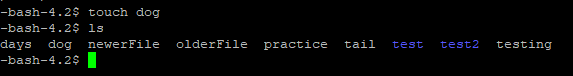 -bash-4.2$ touch dog
-bash-4.2$ ls
days dog newerFile olderFile practice tail test test2 testing
-bash-4.2$